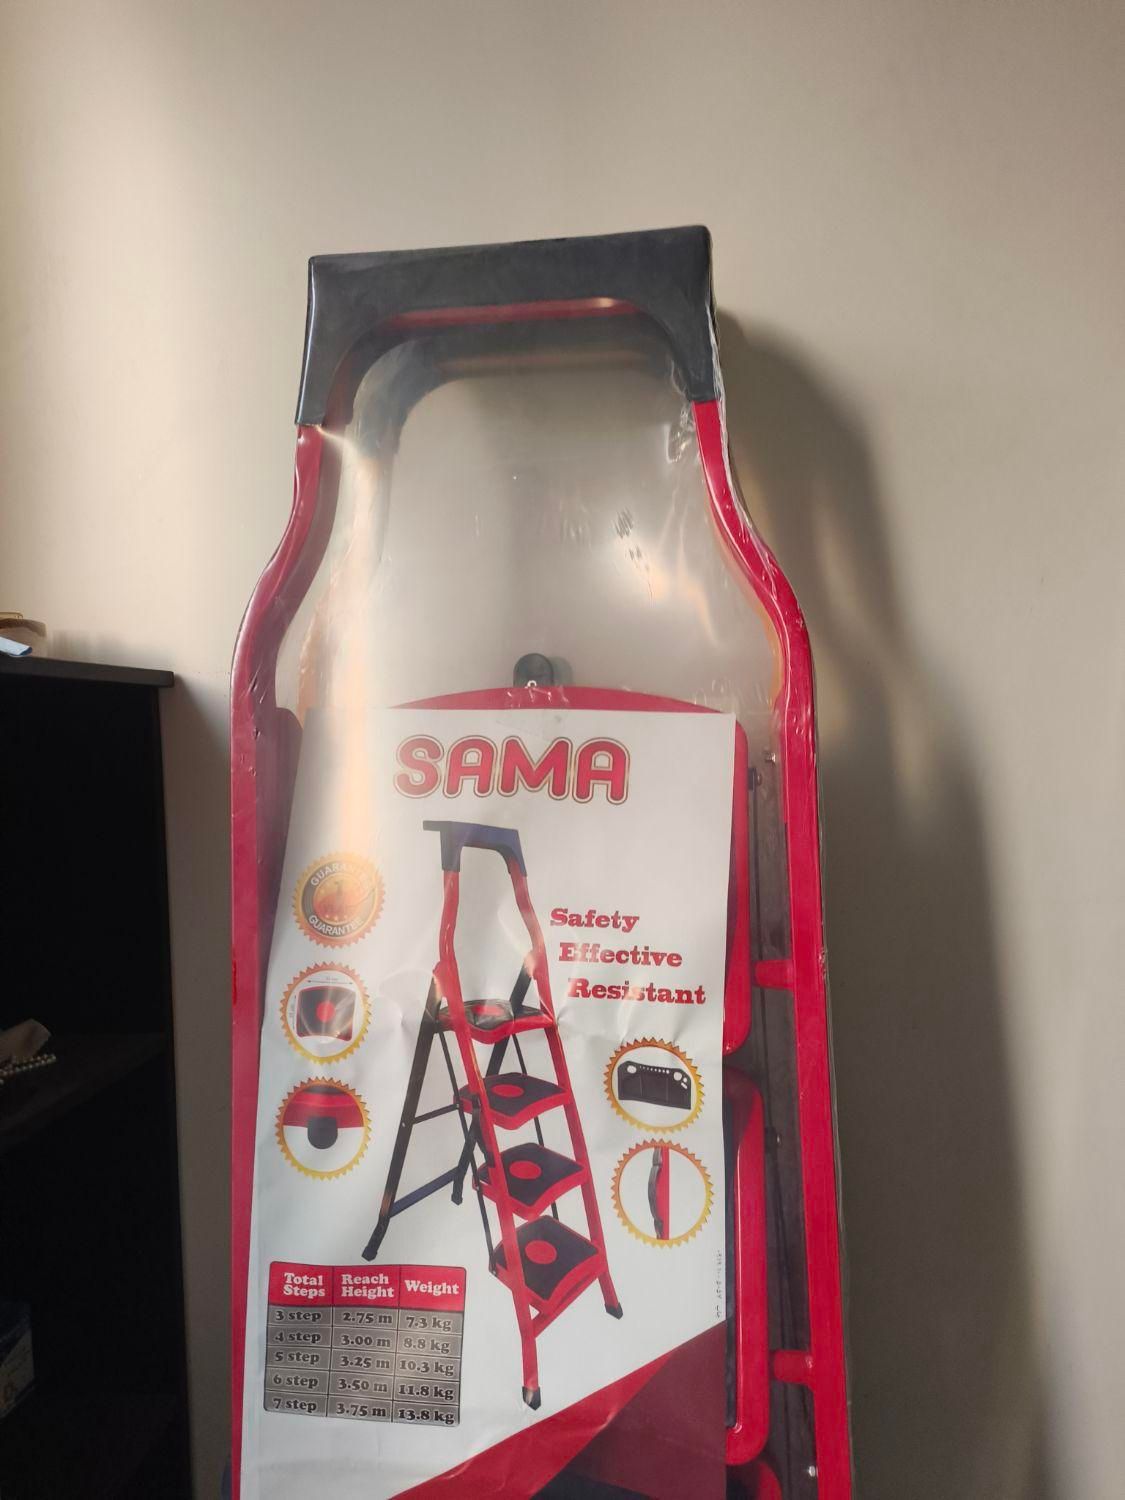 SAMA
GUARANTEE
Safety
Effective
Resistant
Total Steps Reach Height Weight
3 step 2.75 m 7.3 kg
4 step 3.00 m 8.8 kg
5 step 3.25 m 10.3 kg
6 step 3.50 m 11.8 kg
7 step 3.75 m 13.8 kg